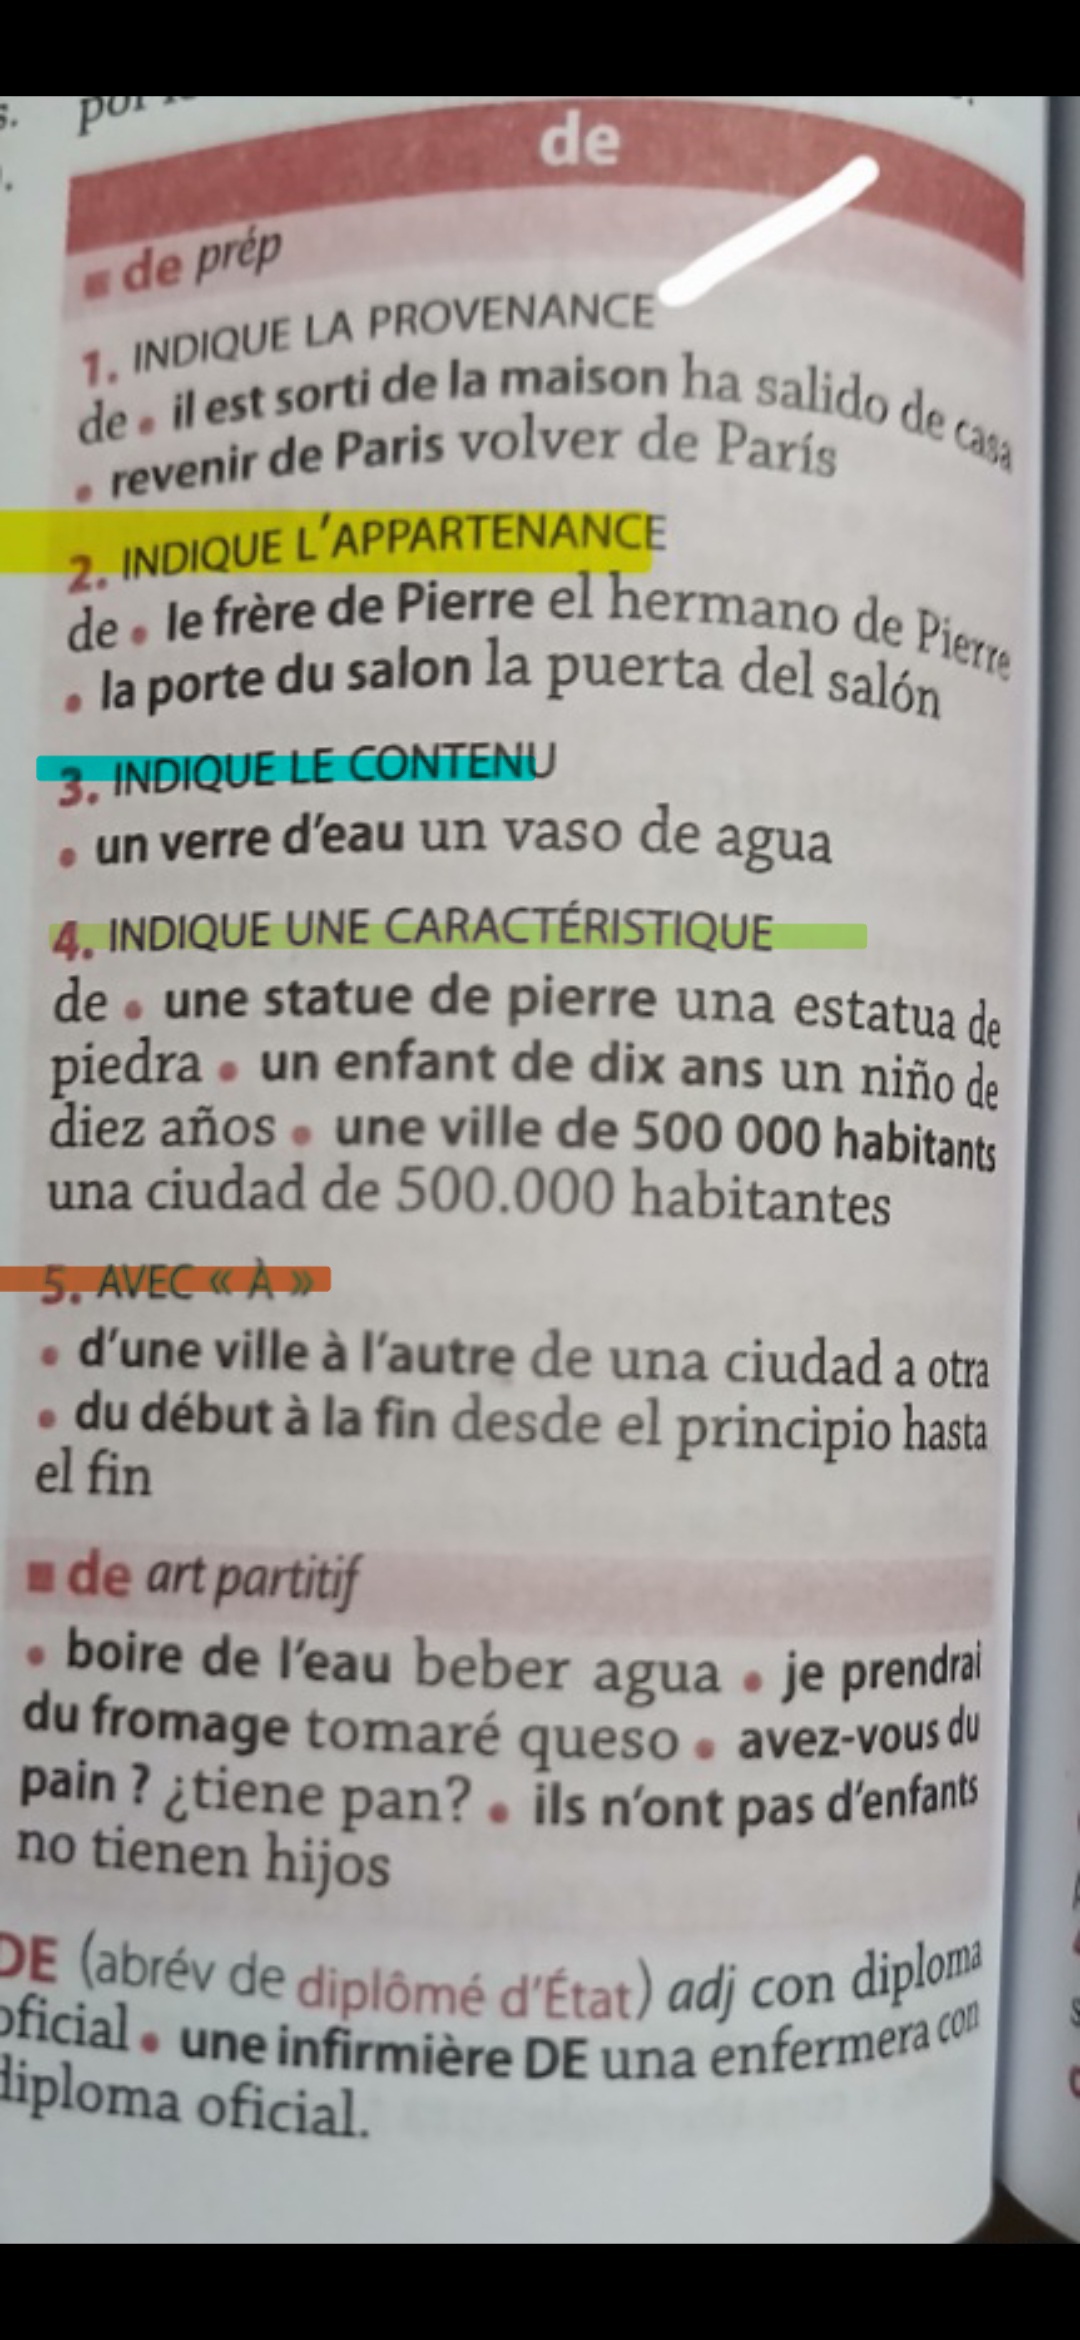 de
de prép
1. INDIQUE LA PROVENANCE
de • il est sorti de la maison ha salido de casa
• revenir de Paris volver de París
2. INDIQUE L'APPARTENANCE
de • le frère de Pierre el hermano de Pierre
• la porte du salon la puerta del salón
3. INDIQUE LE CONTENU
• un verre d'eau un vaso de agua
4. INDIQUE UNE CARACTÉRISTIQUE
de • une statue de pierre una estatua de
piedra • un enfant de dix ans un niño de
diez años • une ville de 500 000 habitants
una ciudad de 500.000 habitantes
5. AVEC « À »
• d'une ville à l'autre de una ciudad a otra
• du début à la fin desde el principio hasta
el fin
de art partitif
• boire de l'eau beber agua • je prendrai
du fromage tomaré queso • avez-vous du
pain ? ¿tiene pan? • ils n'ont pas d'enfants
no tienen hijos
DE (abrév de diplômé d'État) adj con diploma
oficial • une infirmière DE una enfermera con
diploma oficial.